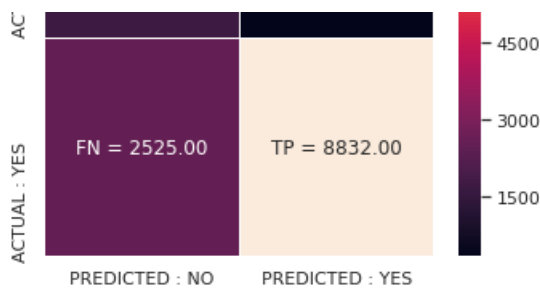 AC
FN = 2525.00
TP = 8832.00
ACTUAL : YES
PREDICTED : NO
PREDICTED : YES
4500
3000
1500